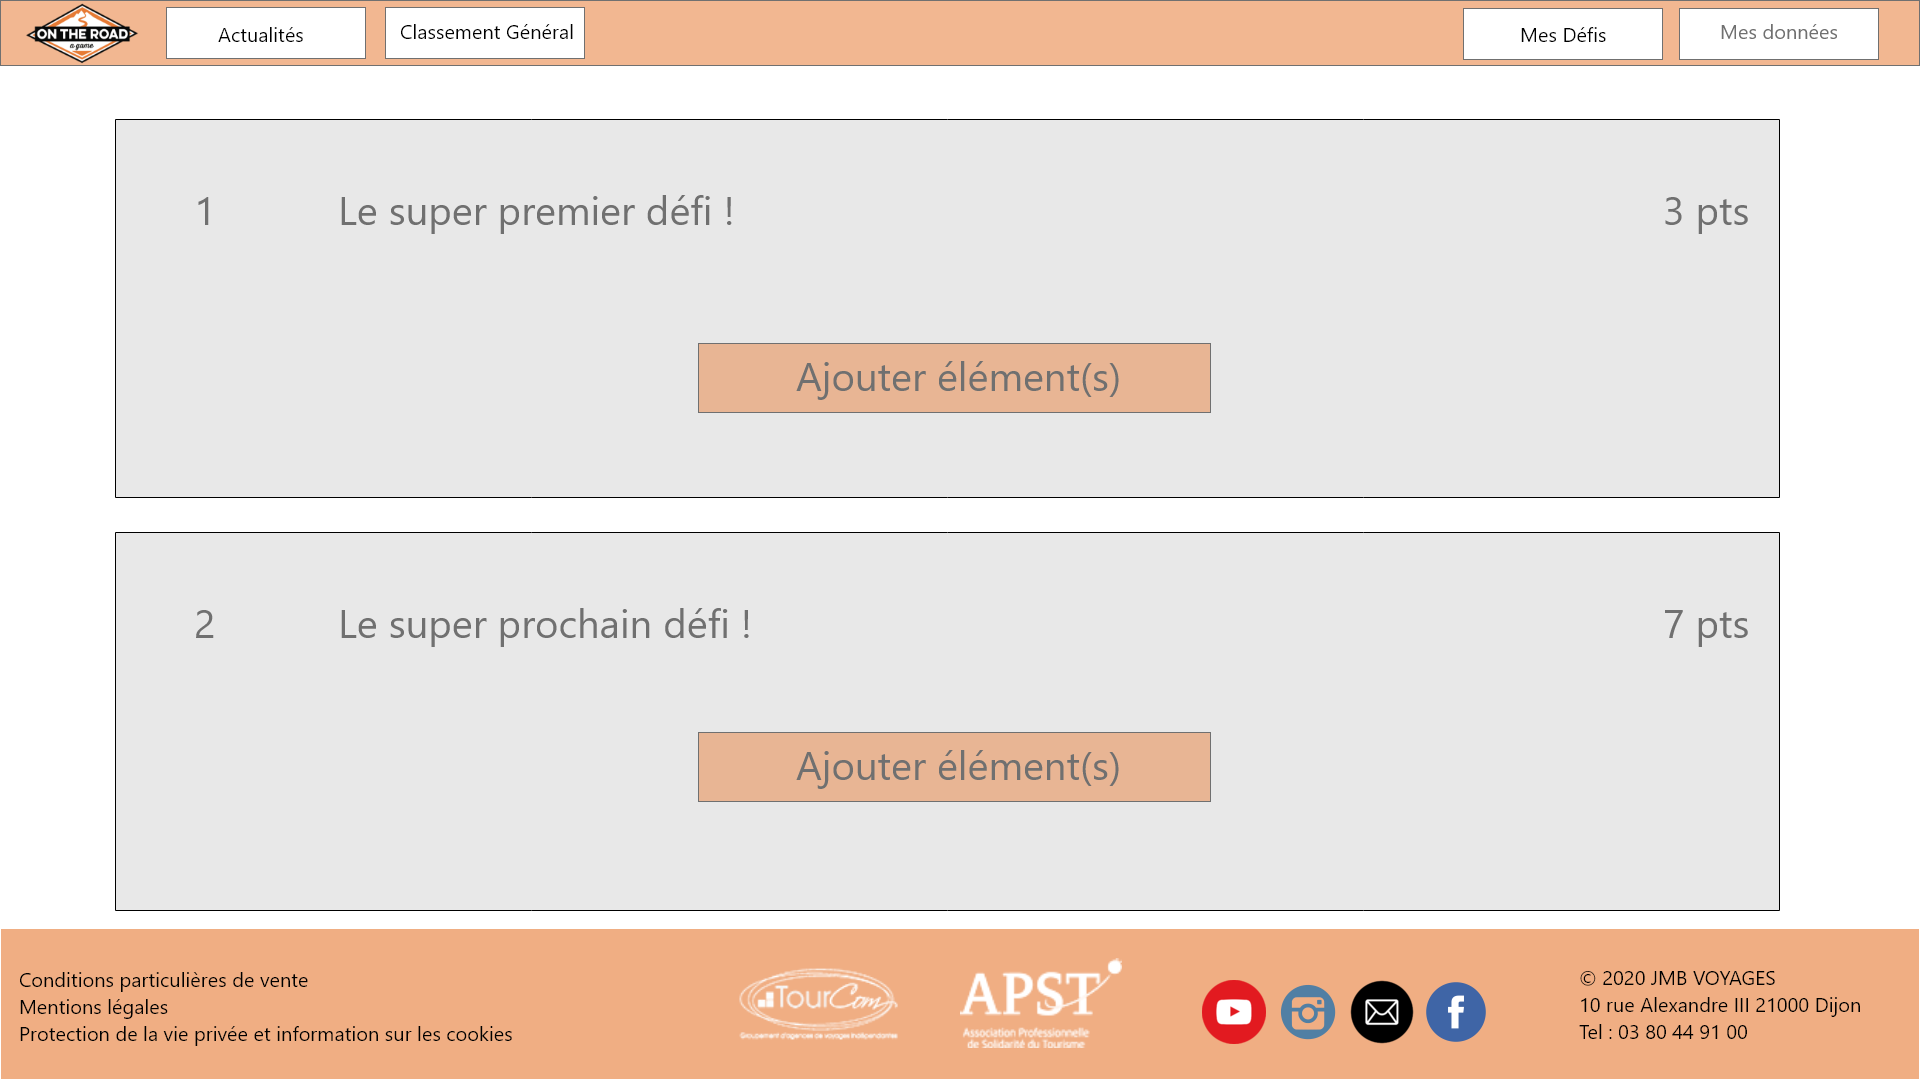 ON THE ROAD
a game
Actualités
Classement Général
Mes Défis
Mes données
1 Le super premier défi ! 3 pts
Ajouter élément(s)
2 Le super prochain défi ! 7 pts
Ajouter élément(s)
Conditions particulières de vente
Mentions légales
Protection de la vie privée et information sur les cookies
TourCom
Groupement d'agences de voyages indépendantes
APST
Association Professionnelle
de Solidarité du Tourisme
© 2020 JMB VOYAGES
10 rue Alexandre III 21000 Dijon
Tel : 03 80 44 91 00